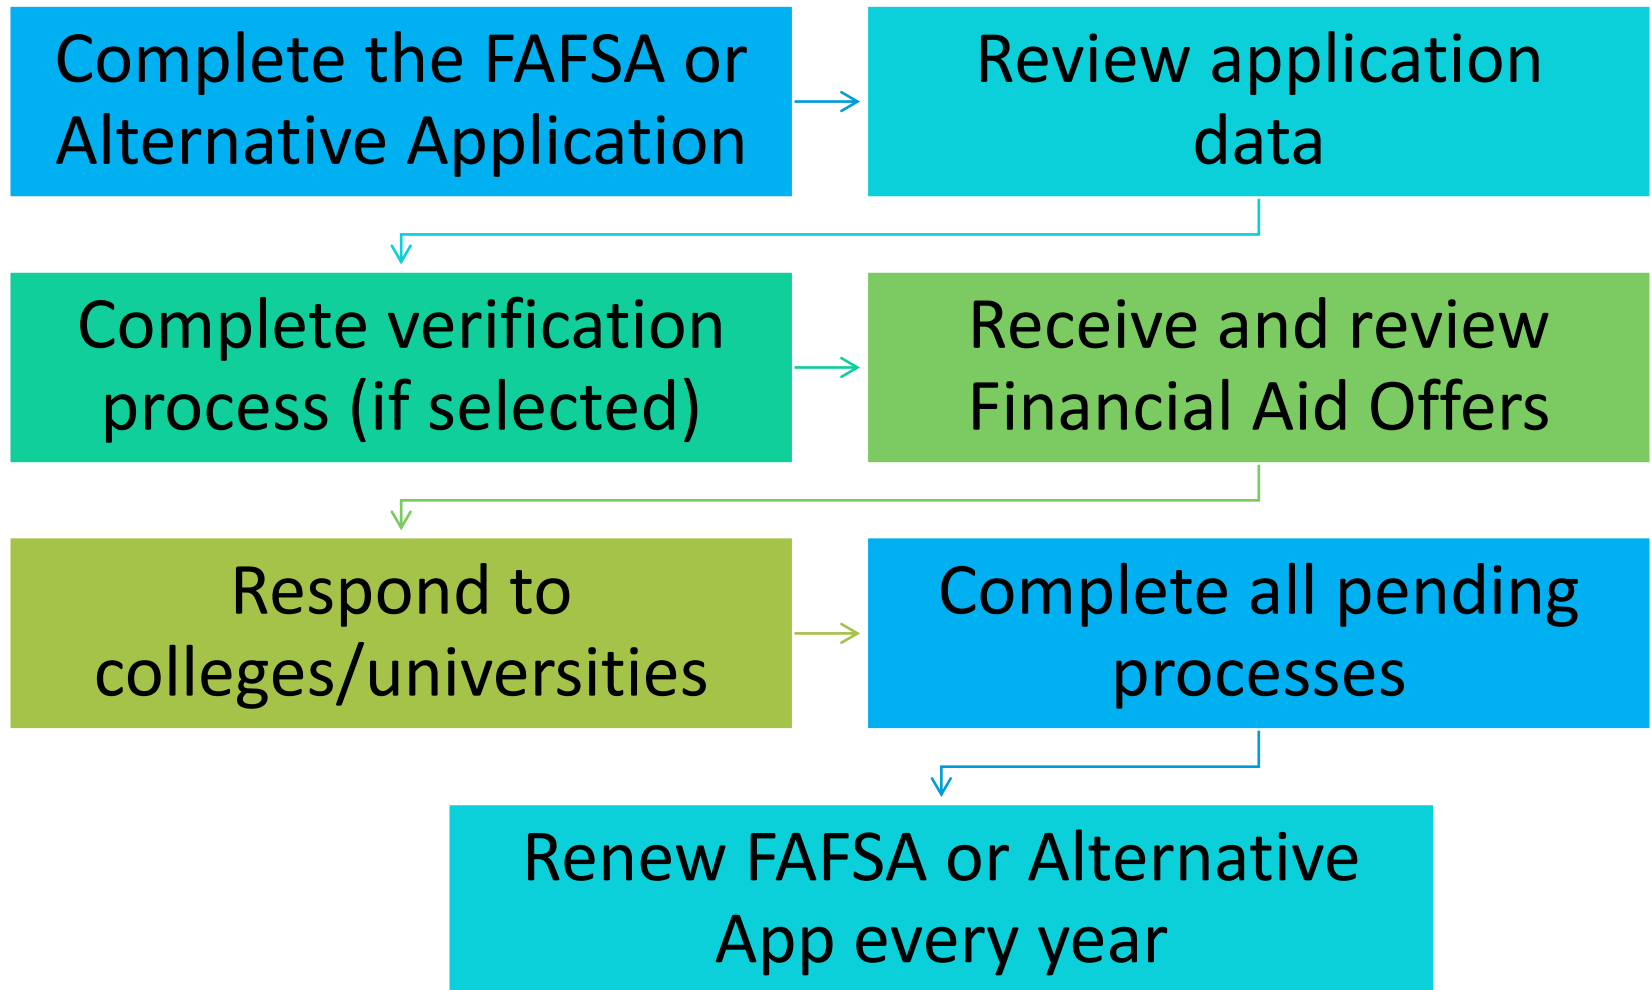 Complete the FAFSA or
Alternative Application
Review application
data
Complete verification
process (if selected)
Receive and review
Financial Aid Offers
Respond to
colleges/universities
Complete all pending
processes
Renew FAFSA or Alternative
App every year